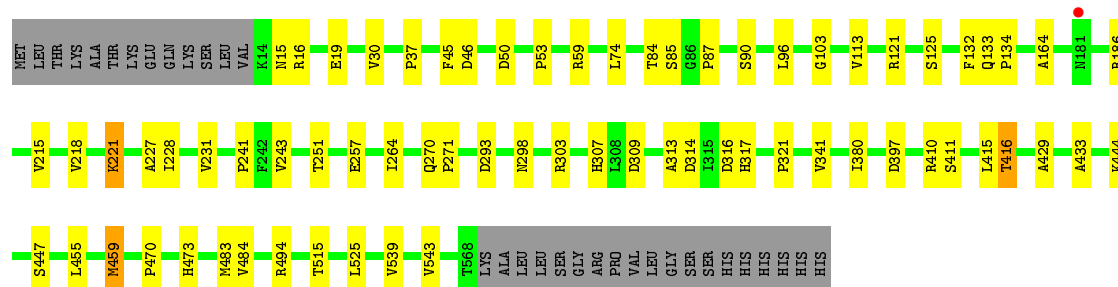 MET LEU THR LYS ALA THR LYS GLU GLN LYS SER LEU VAL K14 N15 R16 E19 V30 P37 F45 D46 D50 P53 R59 L74 T84 S85 G86 P87 S90 L96 G103 V113 R121 S125 F132 Q133 P134 A164 N181 R186
V215 V218 K221 A227 I228 V231 P241 F242 V243 T251 E257 I264 Q270 P271 D293 N298 R303 H307 L308 D309 A313 D314 I315 D316 H317 P321 V341 I380 D397 R410 S411 L415 T416 A429 A433 K444
S447 L455 M459 P470 H473 M483 V484 R494 T515 L525 V539 V543 T568 LYS ALA LEU LEU SER GLY ARG PRO VAL LEU GLY SER SER HIS HIS HIS HIS HIS HIS